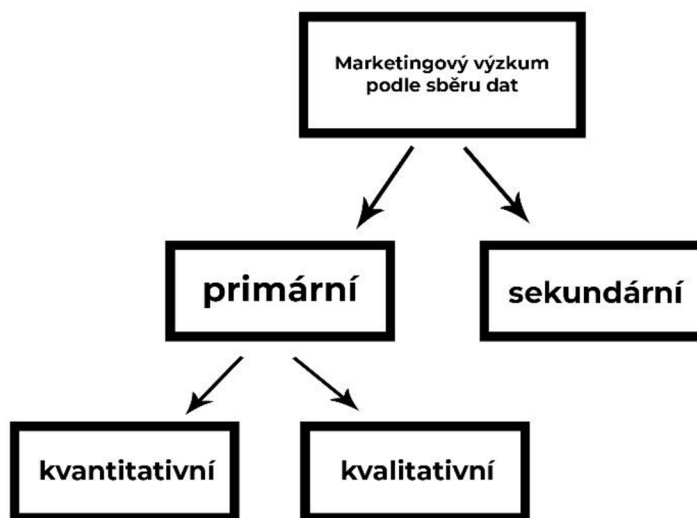 Marketingový výzkum
podle sběru dat
primární
sekundární
kvantitativní
kvalitativní